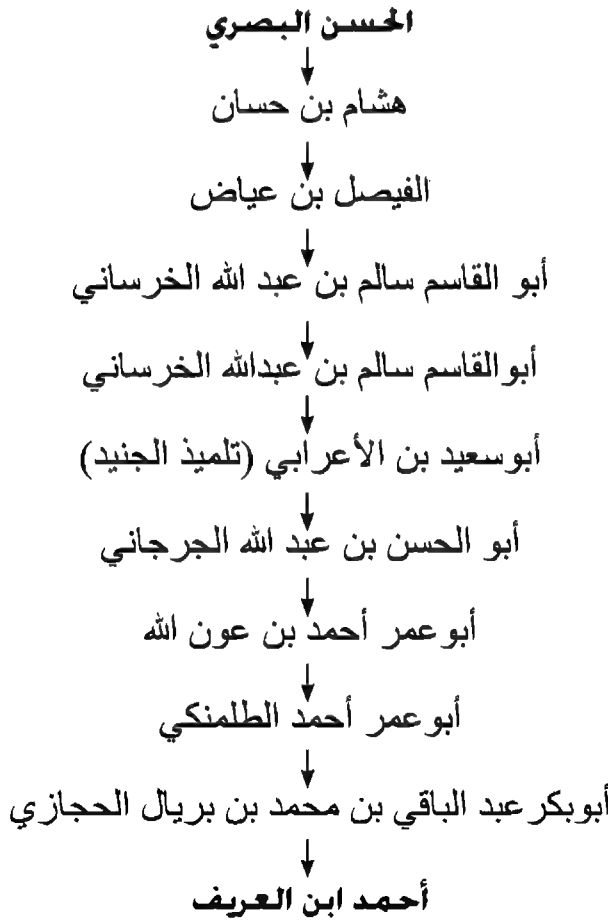 الحسن البصري
هشام بن حسان
الفيصل بن عياض
أبو القاسم سالم بن عبد الله الخرساني
أبوالقاسم سالم بن عبدالله الخرساني
أبوسعيد بن الأعرابي (تلميذ الجنيد)
أبو الحسن بن عبد الله الجرجاني
أبوعمر أحمد بن عون الله
أبوعمر أحمد الطلمنكي
أبوبكر عبد الباقي بن محمد بن بريال الحجازي
أحمد ابن العريف